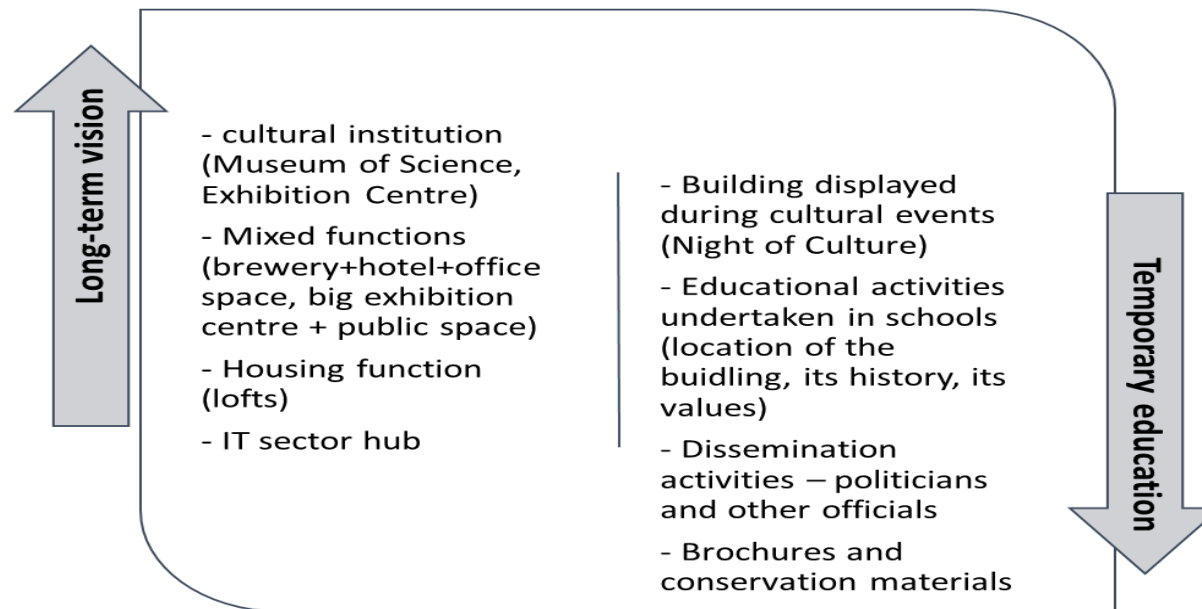 Long-term vision
- cultural institution
(Museum of Science,
Exhibition Centre)
- Mixed functions
(brewery+hotel+office
space, big exhibition
centre + public space)
- Housing function
(lofts)
- IT sector hub
- Building displayed
during cultural events
(Night of Culture)
- Educational activities
undertaken in schools
(location of the
buidling, its history, its
values)
- Dissemination
activities – politicians
and other officials
- Brochures and
conservation materials
Temporary education